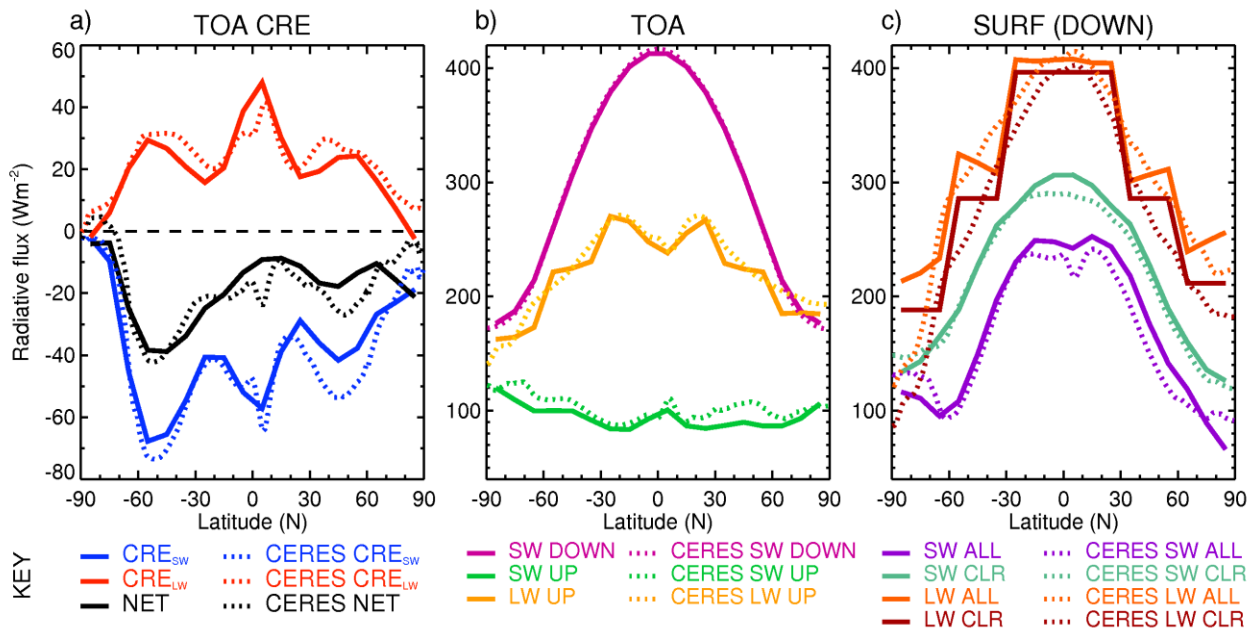 a) TOA CRE
b) TOA
c) SURF (DOWN)
Radiative flux (Wm-2)
60
40
20
0
-20
-40
-60
-80
-90 -60 -30 0 30 60 90
Latitude (N)
400
300
200
100
-90 -60 -30 0 30 60 90
Latitude (N)
400
300
200
100
-90 -60 -30 0 30 60 90
Latitude (N)
KEY
CRESW CERES CRESW
CRELW CERES CRELW
NET CERES NET
SW DOWN CERES SW DOWN
SW UP CERES SW UP
LW UP CERES LW UP
SW ALL CERES SW ALL
SW CLR CERES SW CLR
LW ALL CERES LW ALL
LW CLR CERES LW CLR